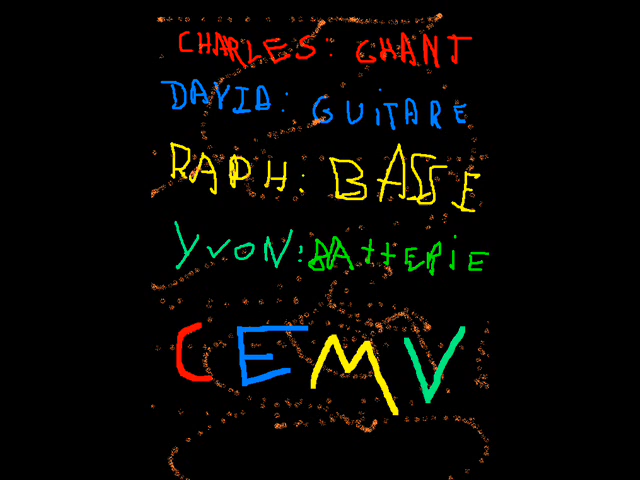 CHARLES: CHANT
DAVID: GUiTARE
RAPH: BASSE
YVON: BAttERiE
CEMV